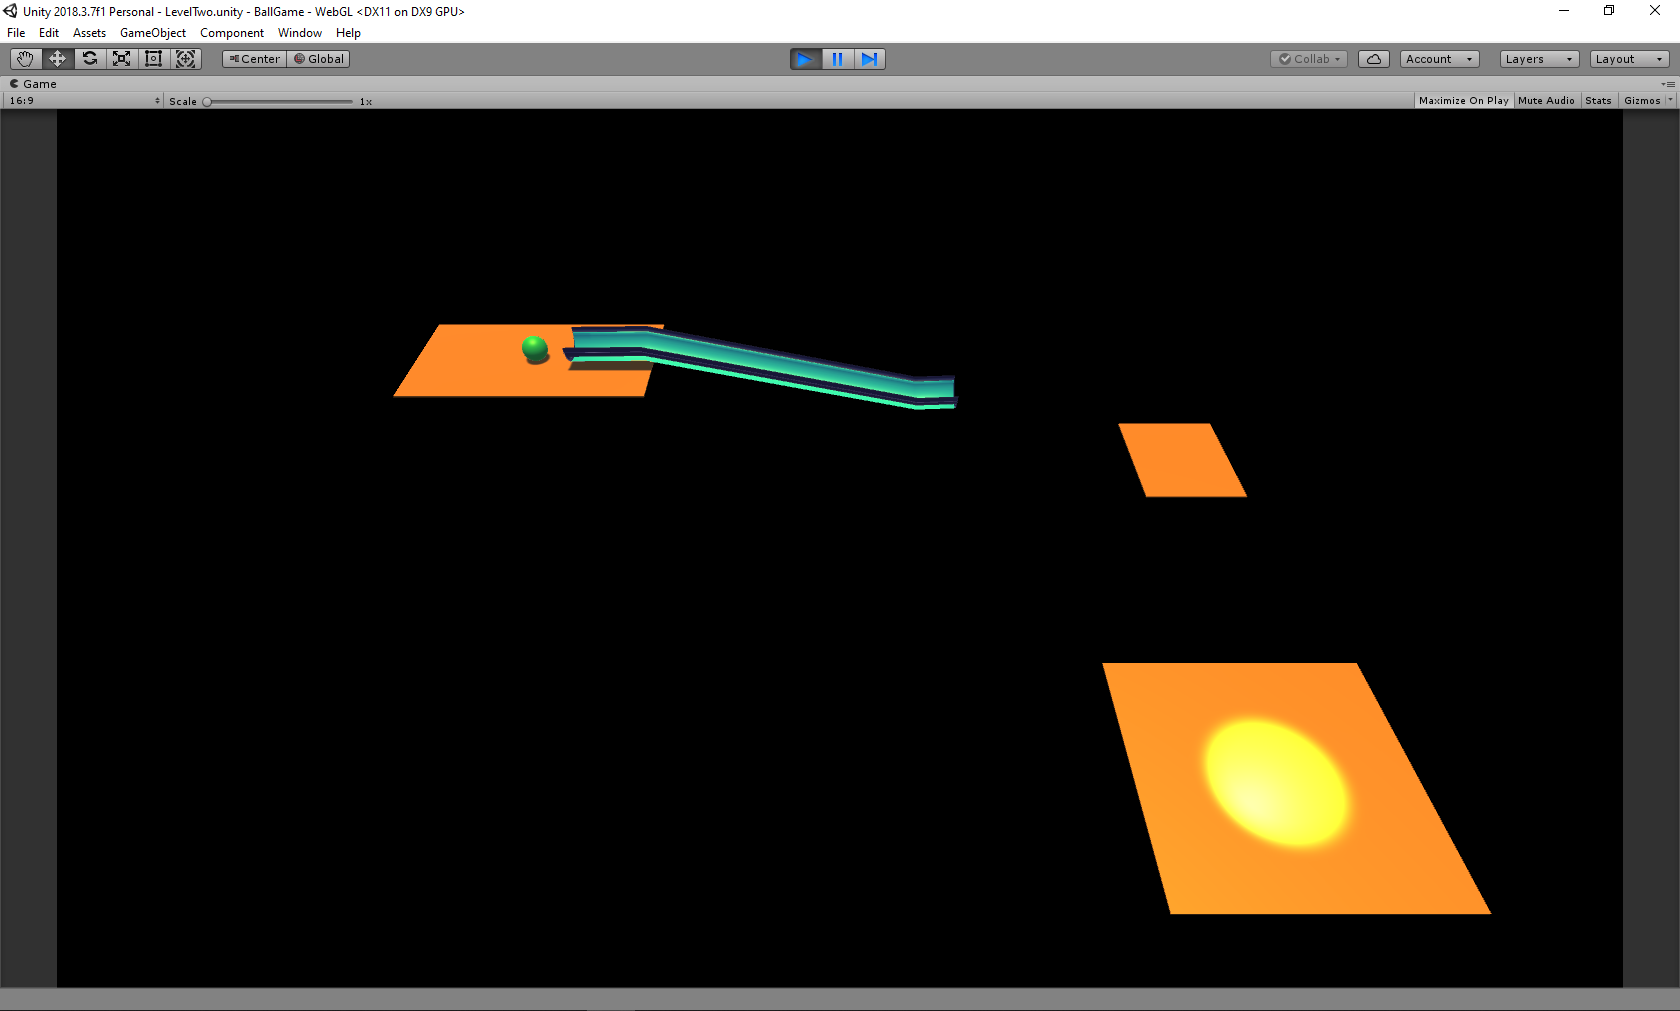 Unity 2018.3.7f1 Personal - LevelTwo.unity - BallGame - WebGL <DX11 on DX9 GPU>
File Edit Assets GameObject Component Window Help
Center Global Collab Account Layers Layout
Game
16:9 Scale 1x Maximize On Play Mute Audio Stats Gizmos